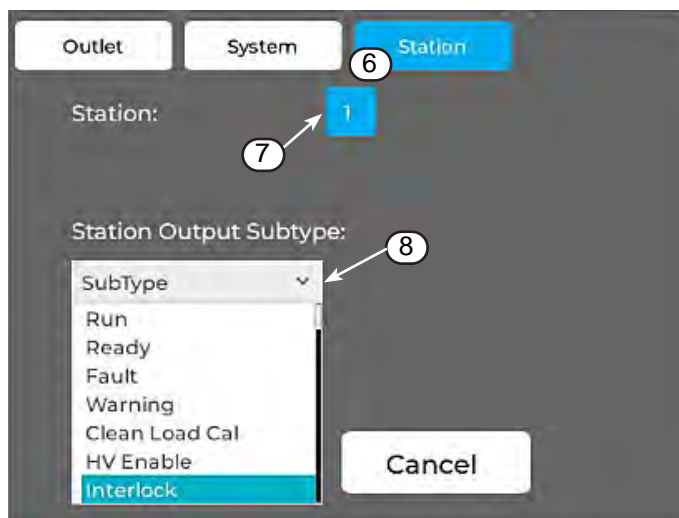 Outlet System Station
6
Station: 1
7
Station Output Subtype:
8
SubType
Run
Ready
Fault
Warning
Clean Load Cal
HV Enable
Interlock
Cancel